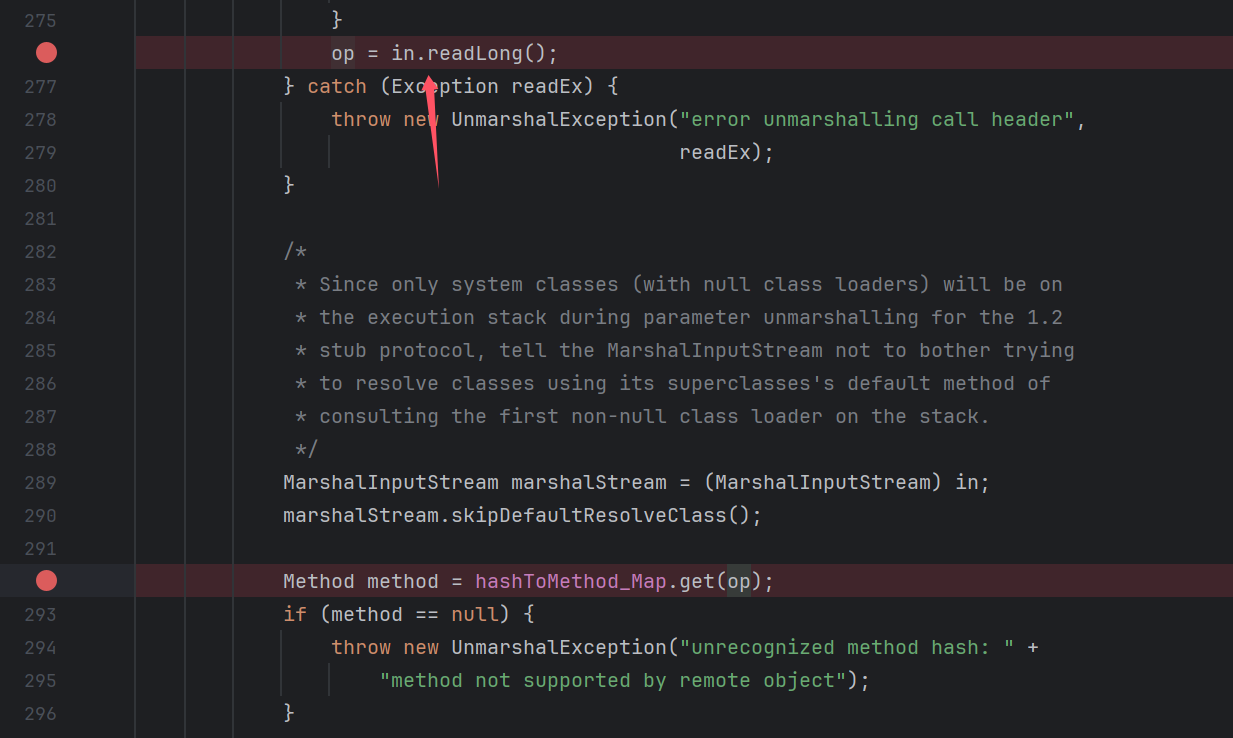 275                        }
                           op = in.readLong();
277                    } catch (Exception readEx) {
278                        throw new UnmarshalException("error unmarshalling call header",
279                                                     readEx);
280                    }
281
282                    /*
283                     * Since only system classes (with null class loaders) will be on
284                     * the execution stack during parameter unmarshalling for the 1.2
285                     * stub protocol, tell the MarshalInputStream not to bother trying
286                     * to resolve classes using its superclasses's default method of
287                     * consulting the first non-null class loader on the stack.
288                     */
289                    MarshalInputStream marshalStream = (MarshalInputStream) in;
290                    marshalStream.skipDefaultResolveClass();
291
                       Method method = hashToMethod_Map.get(op);
293                    if (method == null) {
294                        throw new UnmarshalException("unrecognized method hash: " +
295                            "method not supported by remote object");
296                    }